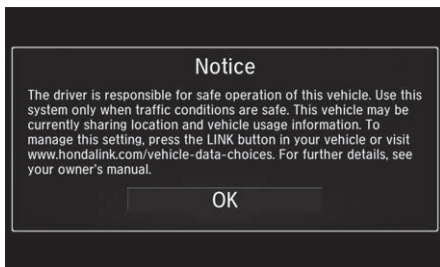 Notice
The driver is responsible for safe operation of this vehicle. Use this
system only when traffic conditions are safe. This vehicle may be
currently sharing location and vehicle usage information. To
manage this setting, press the LINK button in your vehicle or visit
www.hondalink.com/vehicle-data-choices. For further details, see
your owner's manual.
OK